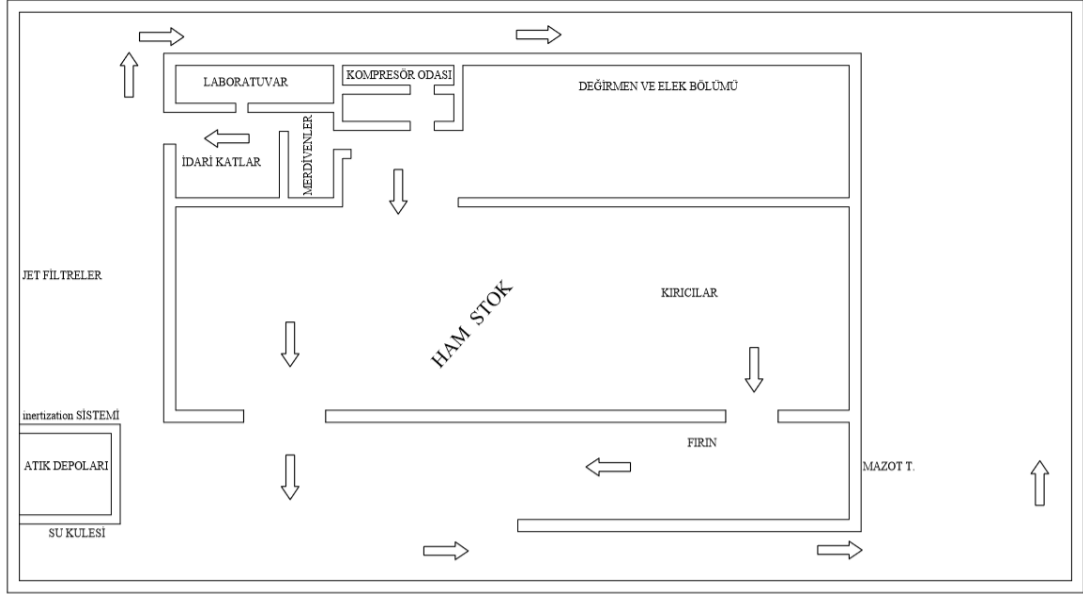 LABORATUVAR
KOMPRESÖR ODASI
DEĞİRMEN VE ELEK BÖLÜMÜ
İDARİ KATLAR
MERDİVENLER
JET FİLTRELER
HAM STOK
KIRICILAR
inertization SİSTEMİ
FIRIN
ATIK DEPOLARI
MAZOT T.
SU KULESİ